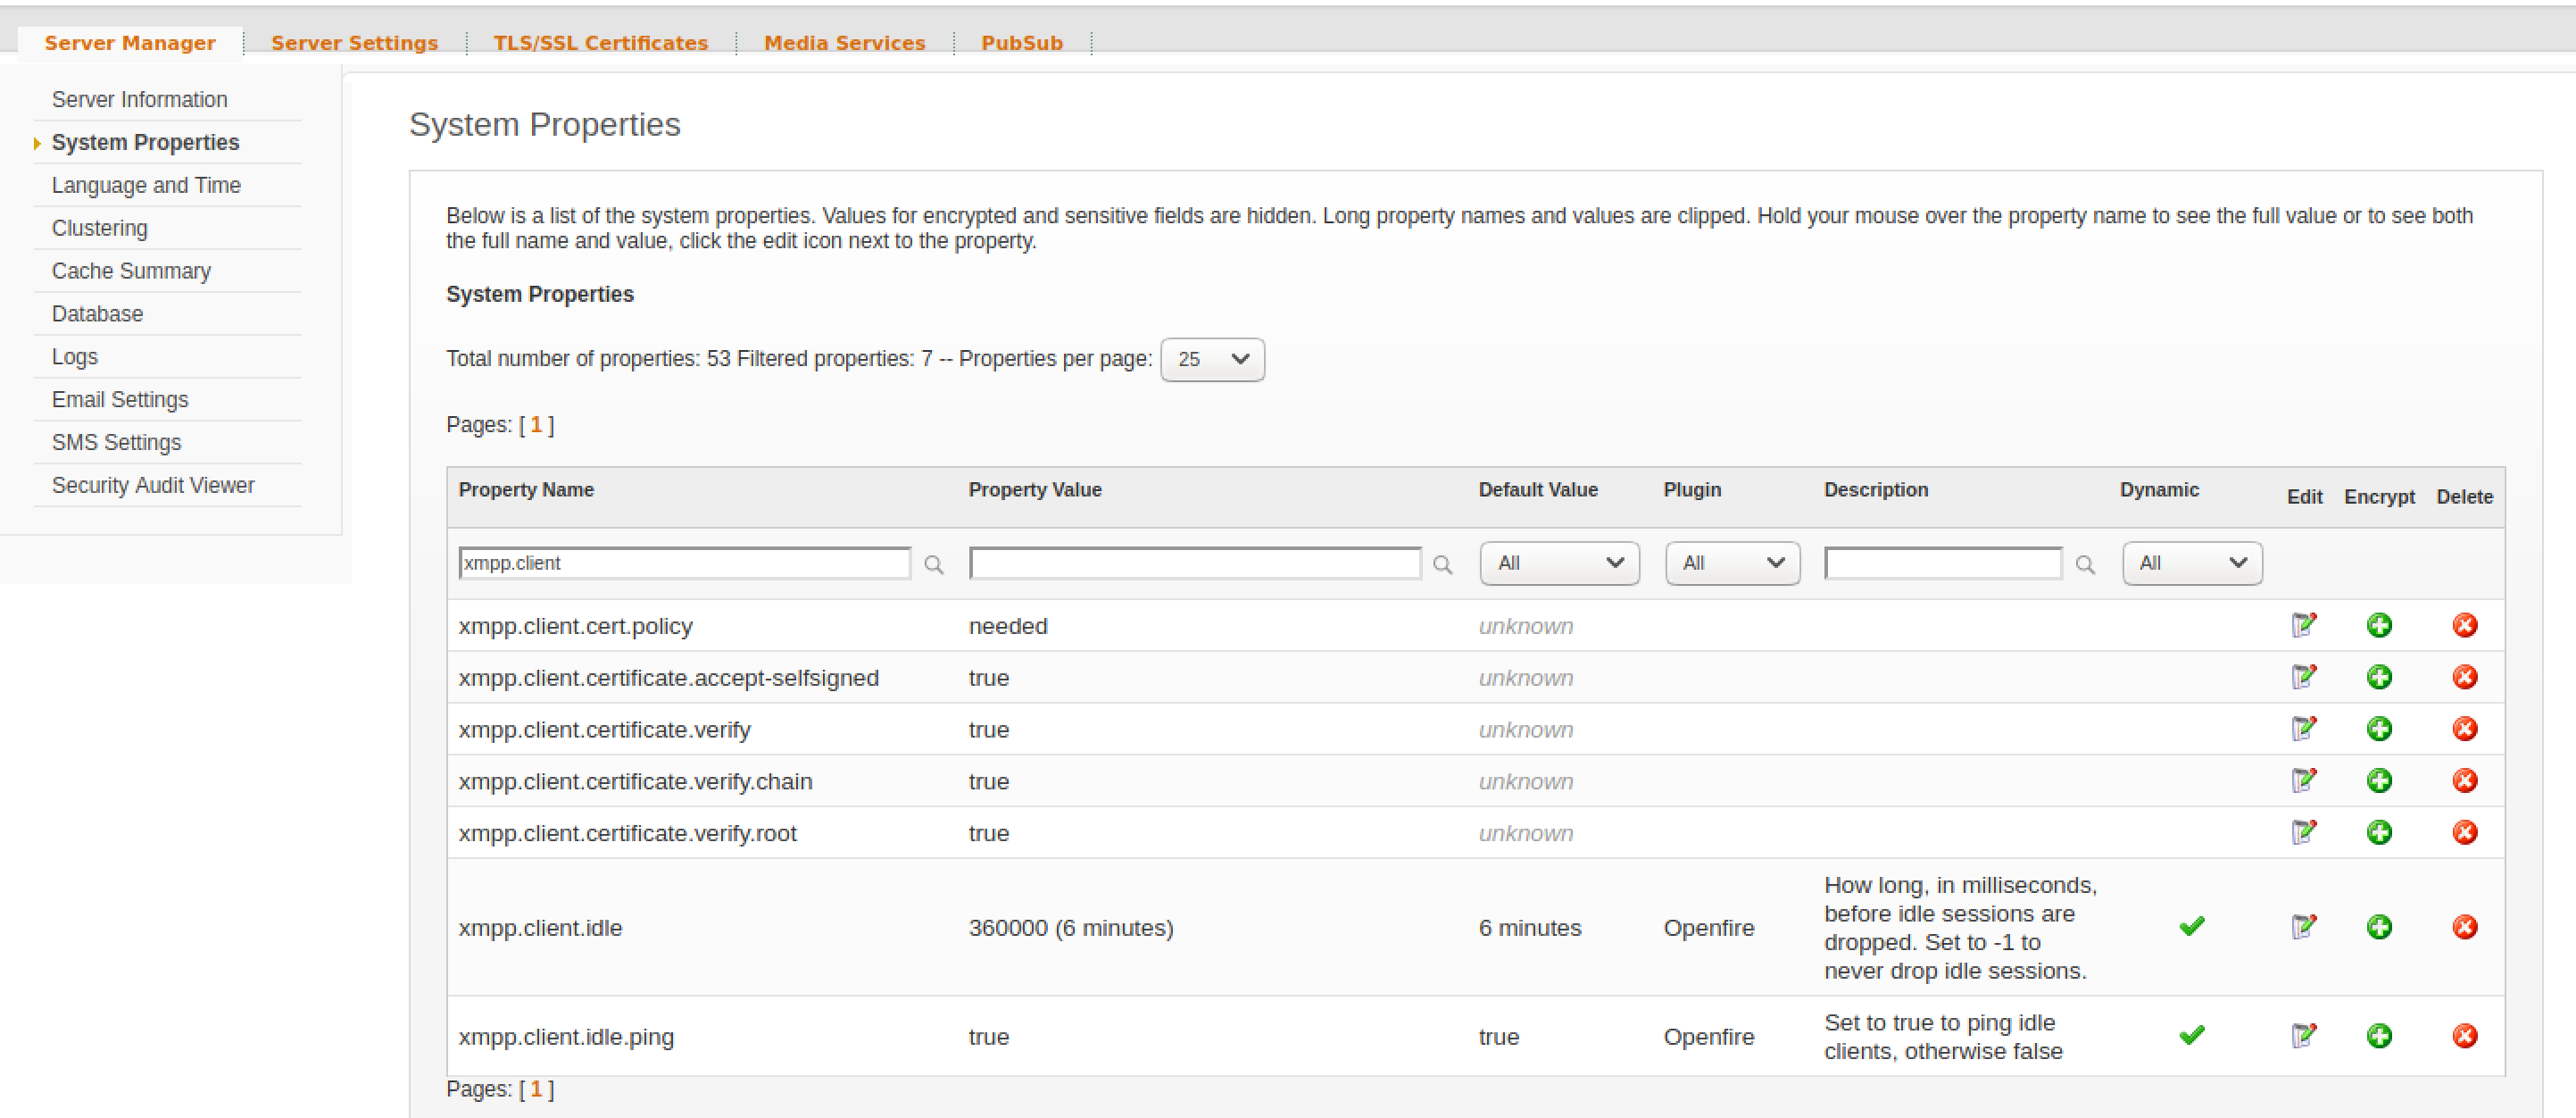 Server Manager Server Settings TLS/SSL Certificates Media Services PubSub
Server Information
System Properties
Language and Time
Clustering
Cache Summary
Database
Logs
Email Settings
SMS Settings
Security Audit Viewer
System Properties
Below is a list of the system properties. Values for encrypted and sensitive fields are hidden. Long property names and values are clipped. Hold your mouse over the property name to see the full value or to see both
the full name and value, click the edit icon next to the property.
System Properties
Total number of properties: 53 Filtered properties: 7 -- Properties per page: 25
Pages: [ 1 ]
Property Name Property Value Default Value Plugin Description Dynamic Edit Encrypt Delete
xmpp.client All All All
xmpp.client.cert.policy needed unknown
xmpp.client.certificate.accept-selfsigned true unknown
xmpp.client.certificate.verify true unknown
xmpp.client.certificate.verify.chain true unknown
xmpp.client.certificate.verify.root true unknown
xmpp.client.idle 360000 (6 minutes) 6 minutes Openfire How long, in milliseconds,
before idle sessions are
dropped. Set to -1 to
never drop idle sessions.
xmpp.client.idle.ping true true Openfire Set to true to ping idle
clients, otherwise false
Pages: [ 1 ]